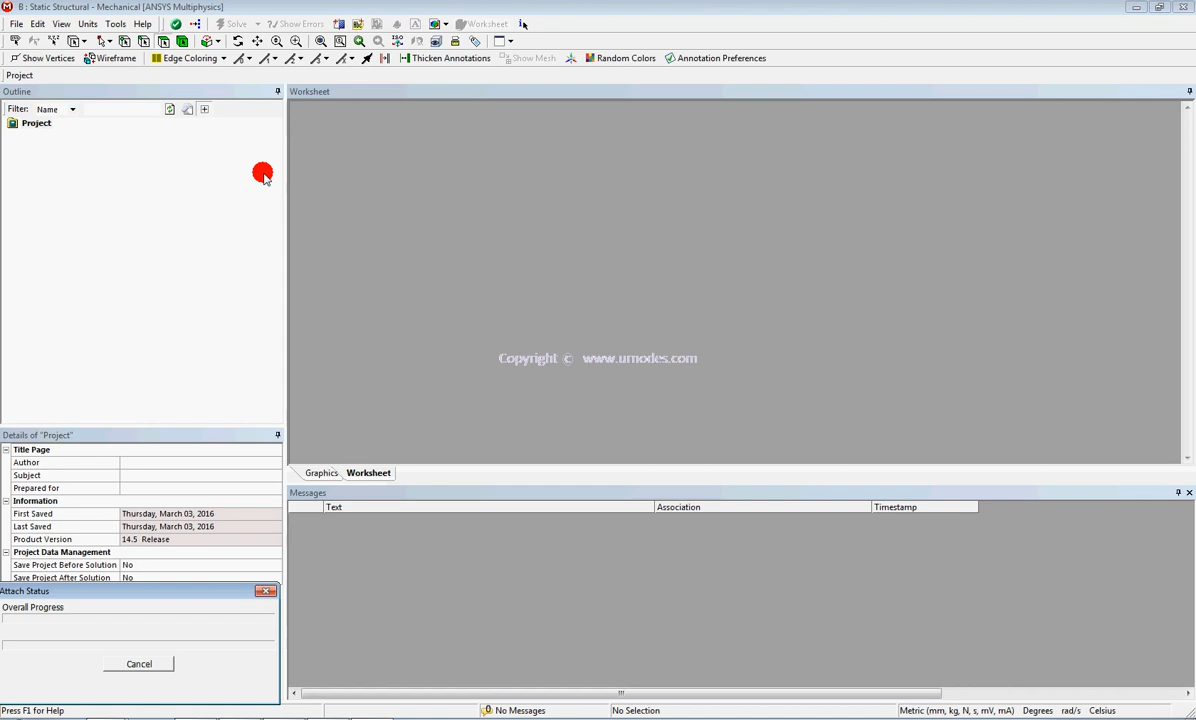 B : Static Structural - Mechanical [ANSYS Multiphysics]
File Edit View Units Tools Help Solve Show Errors Worksheet
Show Vertices Wireframe Edge Coloring Thicken Annotations Show Mesh Random Colors Annotation Preferences
Project
Outline
Filter: Name
Project
Worksheet
Copyright © www.urmodes.com
Graphics Worksheet
Details of "Project"
Title Page
Author
Subject
Prepared for
Information
First Saved Thursday, March 03, 2016
Last Saved Thursday, March 03, 2016
Product Version 14.5 Release
Project Data Management
Save Project Before Solution No
Save Project After Solution No
Messages
Text Association Timestamp
Attach Status
Overall Progress
Cancel
Press F1 for Help No Messages No Selection Metric (mm, kg, N, s, mV, mA) Degrees rad/s Celsius